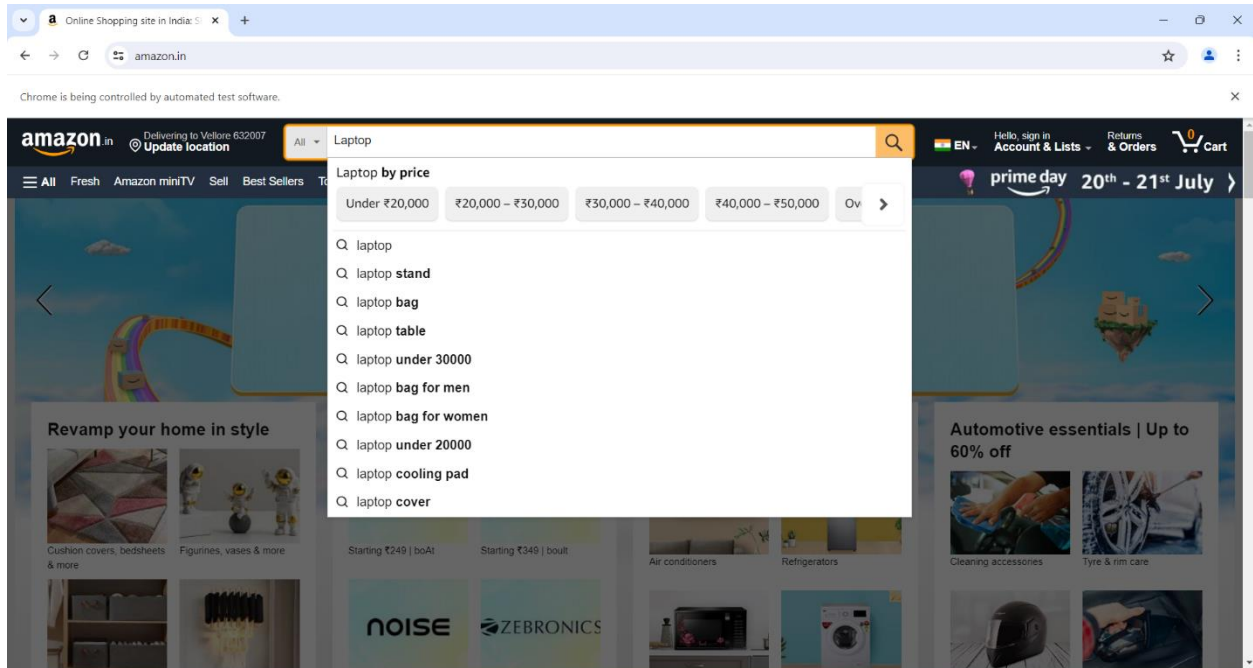 Online Shopping site in India: S
amazon.in
Chrome is being controlled by automated test software.
amazon.in
Delivering to Vellore 632007
Update location
All
Laptop
EN
Hello, sign in
Account & Lists
Returns
& Orders
0
Cart
All Fresh Amazon miniTV Sell Best Sellers
prime day 20th - 21st July
Laptop by price
Under ₹20,000 ₹20,000 – ₹30,000 ₹30,000 – ₹40,000 ₹40,000 – ₹50,000 Ov
laptop
laptop stand
laptop bag
laptop table
laptop under 30000
laptop bag for men
laptop bag for women
laptop under 20000
laptop cooling pad
laptop cover
Revamp your home in style
Cushion covers, bedsheets & more
Figurines, vases & more
Starting ₹249 | boAt
Starting ₹349 | boult
noise
ZEBRONICS
Air conditioners
Refrigerators
Automotive essentials | Up to
60% off
Cleaning accessories
Tyre & rim care